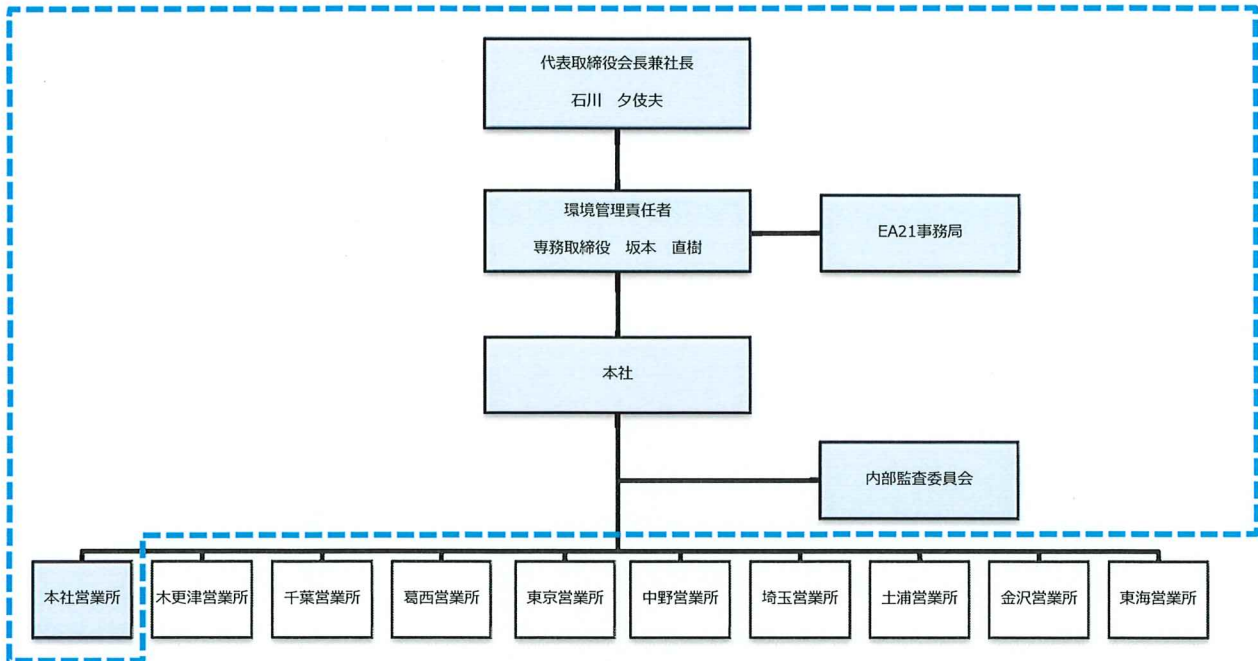 代表取締役会長兼社長
石川　夕伎夫
環境管理責任者
専務取締役　坂本　直樹
EA21事務局
本社
内部監査委員会
本社営業所
木更津営業所
千葉営業所
葛西営業所
東京営業所
中野営業所
埼玉営業所
土浦営業所
金沢営業所
東海営業所